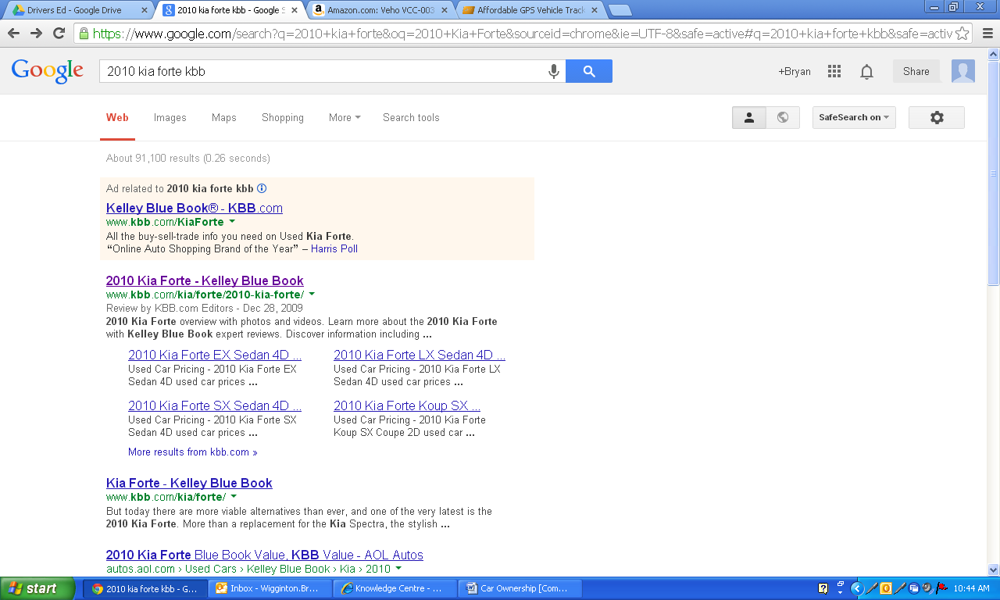 Drivers Ed - Google Drive
2010 kia forte kbb - Google S
Amazon.com: Veho VCC-003
Affordable GPS Vehicle Track
https://www.google.com/search?q=2010+kia+forte&oq=2010+Kia+Forte&sourceid=chrome&ie=UTF-8&safe=active#q=2010+kia+forte+kbb&safe=activ
Google
2010 kia forte kbb
+Bryan
Share
Web
Images
Maps
Shopping
More
Search tools
SafeSearch on
About 91,100 results (0.26 seconds)
Ad related to 2010 kia forte kbb
Kelley Blue Book® - KBB.com
www.kbb.com/KiaForte
All the buy-sell-trade info you need on Used Kia Forte.
“Online Auto Shopping Brand of the Year” – Harris Poll
2010 Kia Forte - Kelley Blue Book
www.kbb.com/kia/forte/2010-kia-forte/
Review by KBB.com Editors - Dec 28, 2009
2010 Kia Forte overview with photos and videos. Learn more about the 2010 Kia Forte
with Kelley Blue Book expert reviews. Discover information including ...
2010 Kia Forte EX Sedan 4D ...
Used Car Pricing - 2010 Kia Forte EX
Sedan 4D used car prices ...
2010 Kia Forte LX Sedan 4D ...
Used Car Pricing - 2010 Kia Forte LX
Sedan 4D used car prices ...
2010 Kia Forte SX Sedan 4D ...
Used Car Pricing - 2010 Kia Forte SX
Sedan 4D used car prices ...
2010 Kia Forte Koup SX ...
Used Car Pricing - 2010 Kia Forte
Koup SX Coupe 2D used car ...
More results from kbb.com »
Kia Forte - Kelley Blue Book
www.kbb.com/kia/forte/
But today there are more viable alternatives than ever, and one of the very latest is the
2010 Kia Forte. More than a replacement for the Kia Spectra, the stylish ...
2010 Kia Forte Blue Book Value, KBB Value - AOL Autos
autos.aol.com › Used Cars › Kelley Blue Book › Kia › 2010
start
2010 kia forte kbb - G...
Inbox - Wigginton.Br...
Knowledge Centre - ...
Car Ownership [Com...
10:44 AM